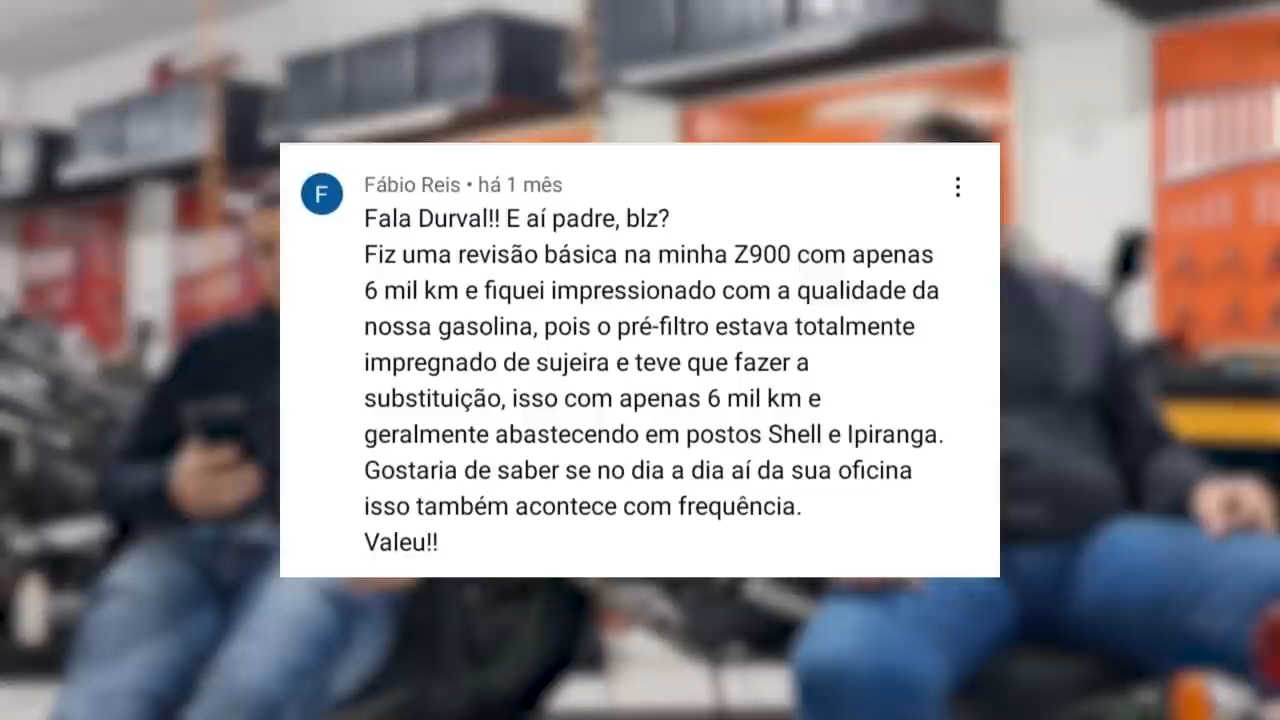 F
Fábio Reis • há 1 mês
Fala Durval!! E aí padre, blz?
Fiz uma revisão básica na minha Z900 com apenas
6 mil km e fiquei impressionado com a qualidade da
nossa gasolina, pois o pré-filtro estava totalmente
impregnado de sujeira e teve que fazer a
substituição, isso com apenas 6 mil km e
geralmente abastecendo em postos Shell e Ipiranga.
Gostaria de saber se no dia a dia aí da sua oficina
isso também acontece com frequência.
Valeu!!